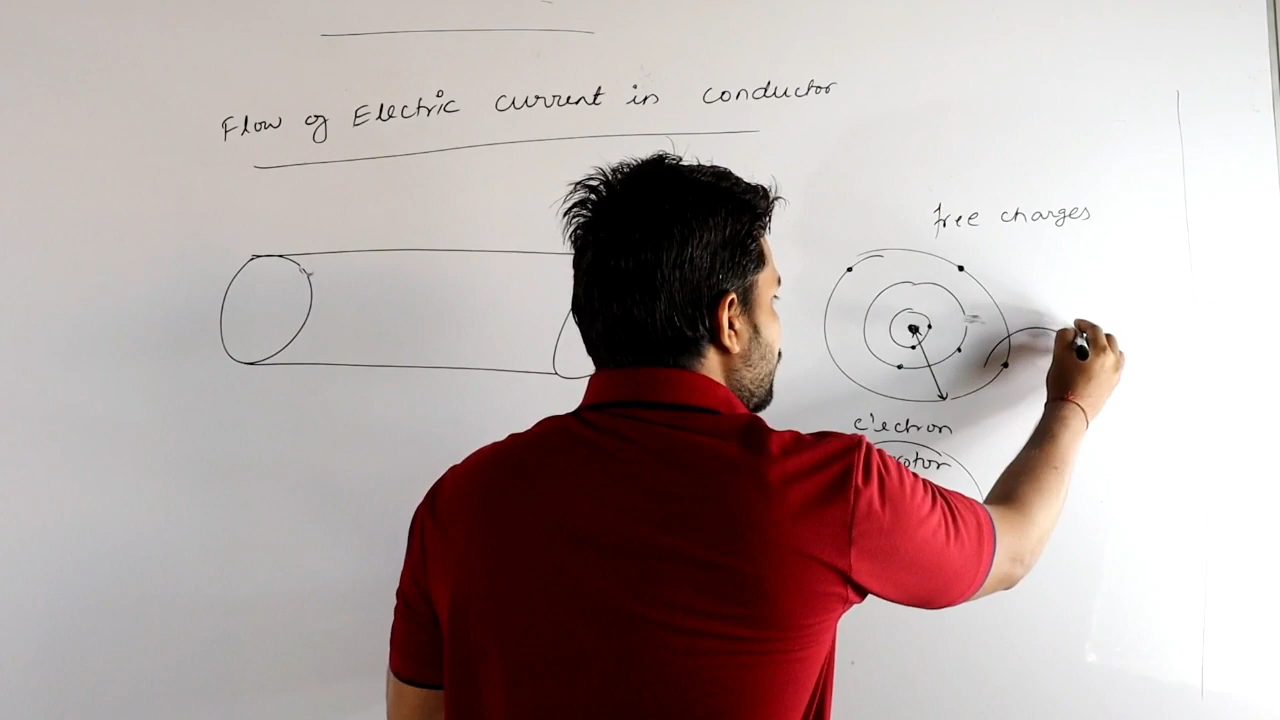 Flow of Electric current in conductor
free charges
electron